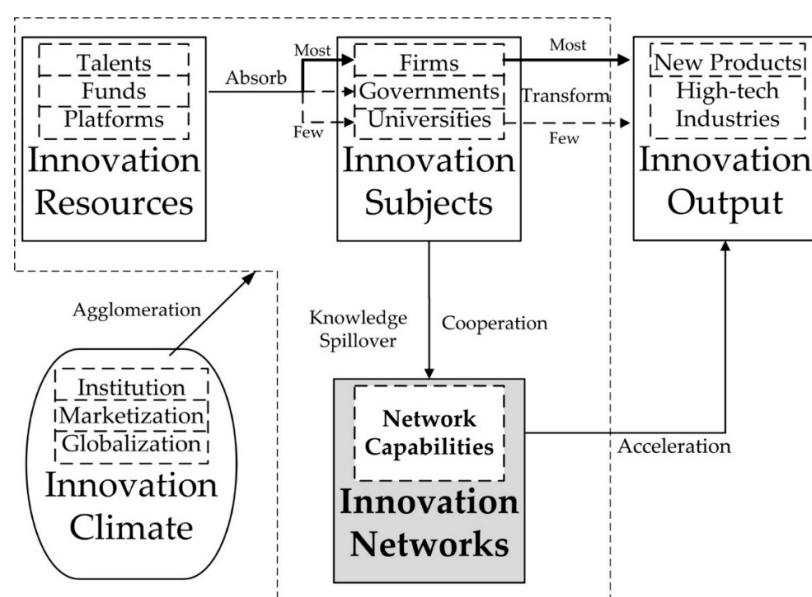 Talents
Funds
Platforms
Innovation
Resources
Absorb
Most
Few
Firms
Governments
Universities
Innovation
Subjects
Most
Transform
Few
New Products
High-tech
Industries
Innovation
Output
Agglomeration
Knowledge
Spillover
Cooperation
Institution
Marketization
Globalization
Innovation
Climate
Network
Capabilities
Innovation
Networks
Acceleration